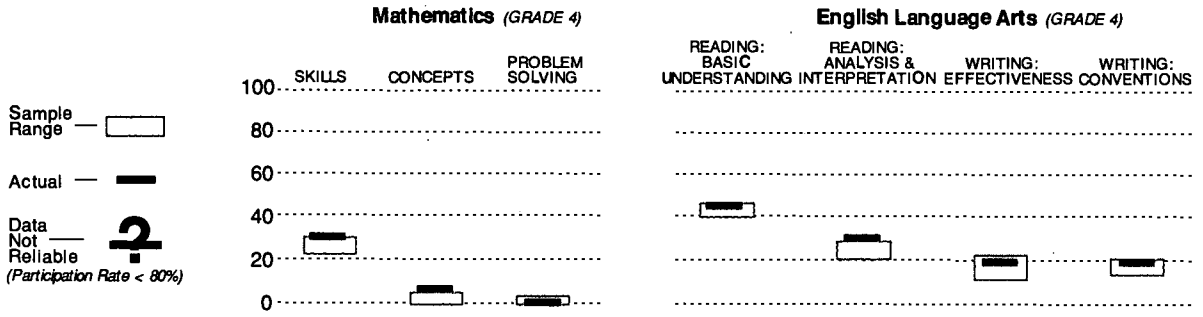 Mathematics (GRADE 4)
English Language Arts (GRADE 4)
SKILLS
CONCEPTS
PROBLEM
SOLVING
READING:
BASIC
UNDERSTANDING
READING:
ANALYSIS &
INTERPRETATION
WRITING:
EFFECTIVENESS
WRITING:
CONVENTIONS
100
80
60
40
20
0
Sample
Range
Actual
Data
Not
Reliable
?
(Participation Rate < 80%)